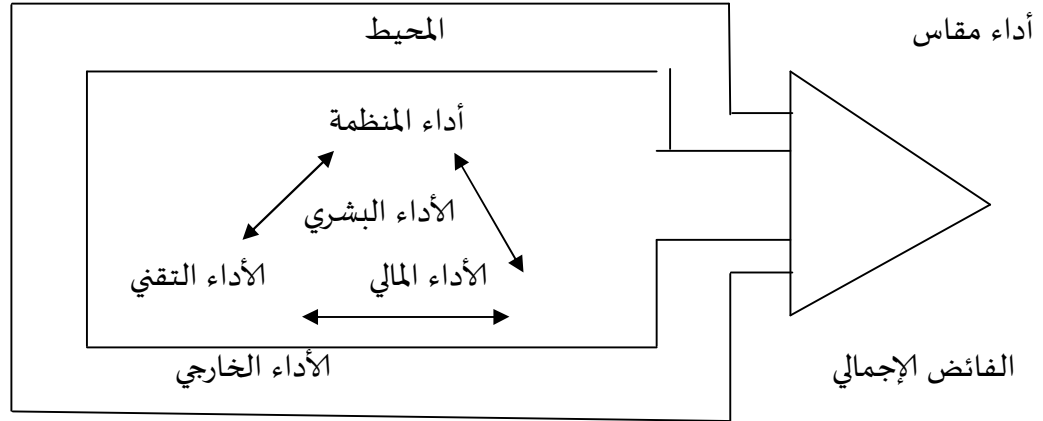 أداء مقاس
المحيط
أداء المنظمة
الأداء البشري
الأداء المالي
الأداء التقني
الأداء الخارجي
الفائض الإجمالي